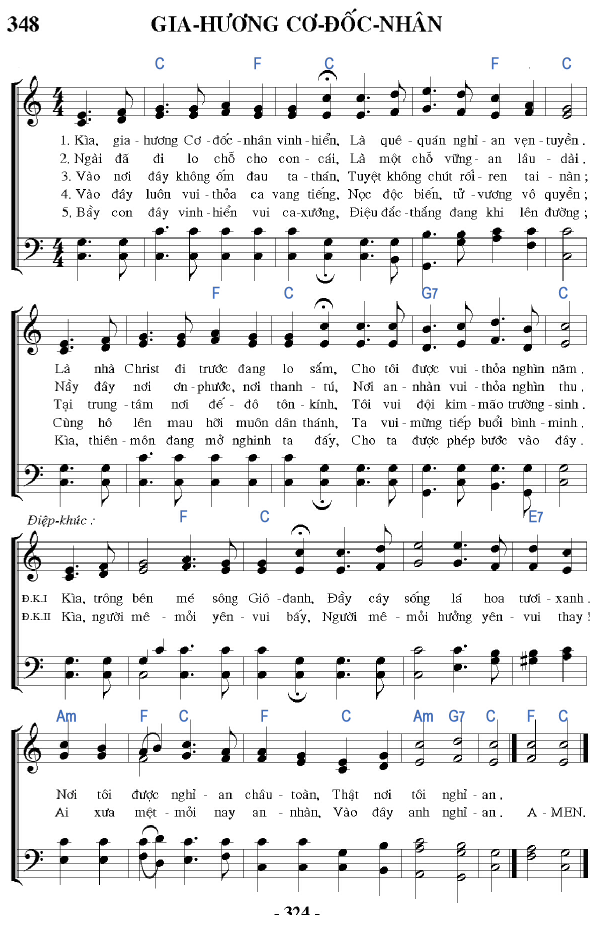 348 GIA-HƯƠNG CƠ-ĐỐC-NHÂN
C F C F C
1. Kìa, gia-hương Cơ-đốc-nhân vinh-hiển, Là quê-quán nghỉ-an vẹn-tuyền.
2. Ngài đã đi lo chỗ cho con-cái, Là một chỗ vững-an lâu-dài.
3. Vào nơi đây không ốm đau ta-thán, Tuyệt không chút rối-ren tai-nàn;
4. Vào đây luôn vui-thỏa ca vang tiếng, Nọc độc biến, tử-vương vô quyền;
5. Bầy con đây vinh-hiển vui ca-xướng, Điệu đắc-thắng đang khi lên đường;
F C G7 C
Là nhà Christ đi trước đang lo sắm, Cho tôi được vui-thỏa nghìn năm.
Nầy đây nơi ơn-phước, nơi thanh-tú, Nơi an-nhàn vui-thỏa nghìn thu.
Tại trung-tâm nơi đế-đô tôn-kính, Tôi vui đội kim-mão trường-sinh.
Cùng hô lên mau hỡi muôn dân thánh, Ta vui-mừng tiếp buổi bình-minh.
Kìa, thiên-môn đang mở nghinh ta đấy, Cho ta được phép bước vào đây.
Điệp-khúc :
F C E7
Đ.K.I Kìa, trông bên mé sông Giô-đanh, Đầy cây sống lá hoa tươi-xanh.
Đ.K.II Kìa, người mê-mỏi yên-vui bấy, Người mê-mỏi hưởng yên-vui thay!
Am F C F C Am G7 C F C
Nơi tôi được nghỉ-an châu-toàn, Thật nơi tôi nghỉ-an.
Ai xưa mệt-mỏi nay an-nhàn, Vào đây anh nghỉ-an. A-MEN.
- 324 -